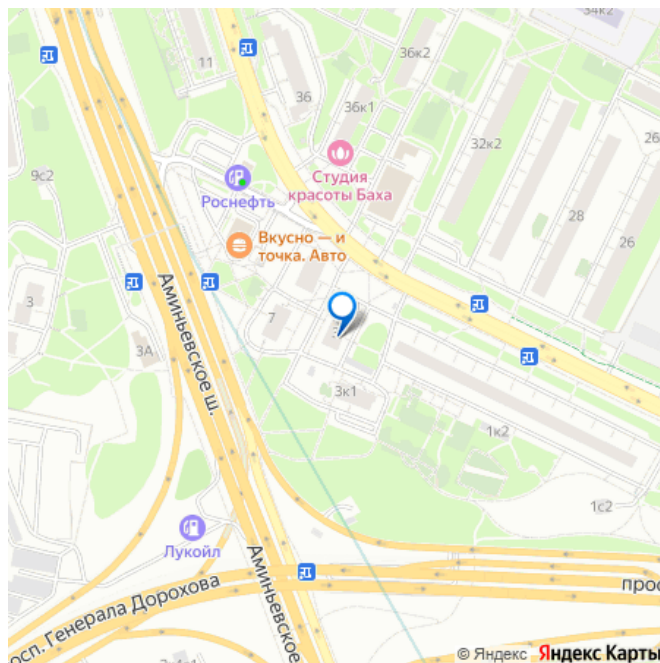 34к2
11
36к2
36
36к1
32к2
26
9с2
Студия
красоты Баха
Роснефть
28
Вкусно — и
точка. Авто
26
3
7
3А
Аминьевское ш.
3к1
1к2
1с2
Лукойл
Аминьевское
просп. Генерала Дорохова
прос
© Яндекс Яндекс Карты